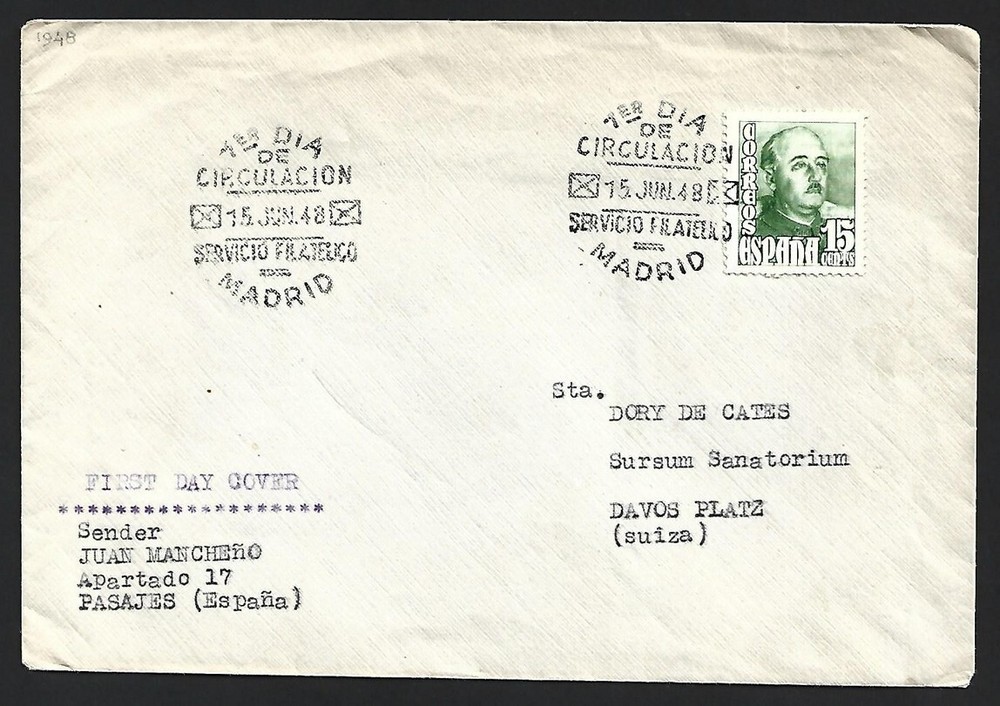 1948
1ER DIA
DE
CIRCULACION
15 JUN.48
SERVICIO FILATELICO
MADRID
1ER DIA
DE
CIRCULACION
15 JUN.48
SERVICIO FILATELICO
MADRID
CORREOS
ESPAÑA
15
CENTS
Sta.
DORY DE CATES
Sursum Sanatorium
DAVOS PLATZ
(suîza)
FIRST DAY COVER
*******************
Sender
JUAN MANCHEñO
Apartado 17
PASAJES (España)